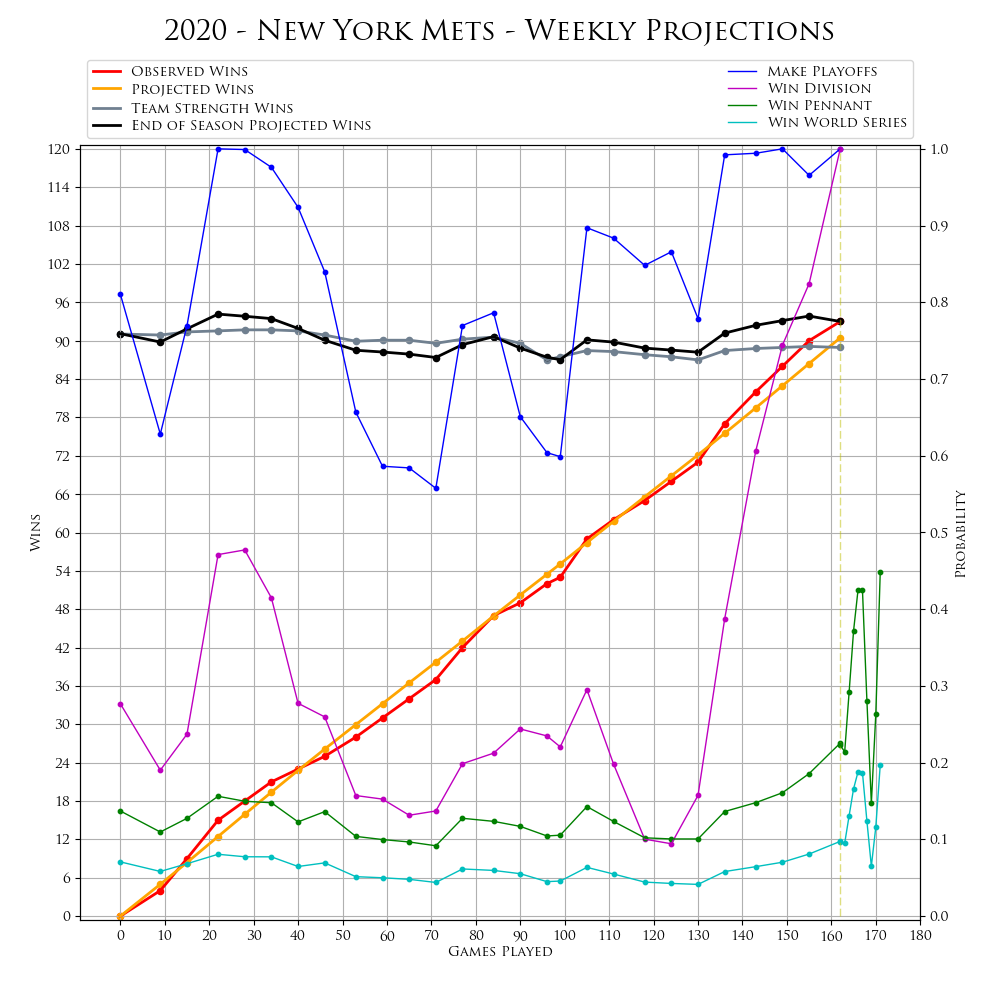 2020 - New York Mets - Weekly Projections
Observed Wins
Projected Wins
Team Strength Wins
End of Season Projected Wins
Make Playoffs
Win Division
Win Pennant
Win World Series
120
114
108
102
96
90
84
78
72
66
60
54
48
42
36
30
24
18
12
6
0
Wins
1.0
0.9
0.8
0.7
0.6
0.5
0.4
0.3
0.2
0.1
0.0
Probability
0 10 20 30 40 50 60 70 80 90 100 110 120 130 140 150 160 170 180
Games Played